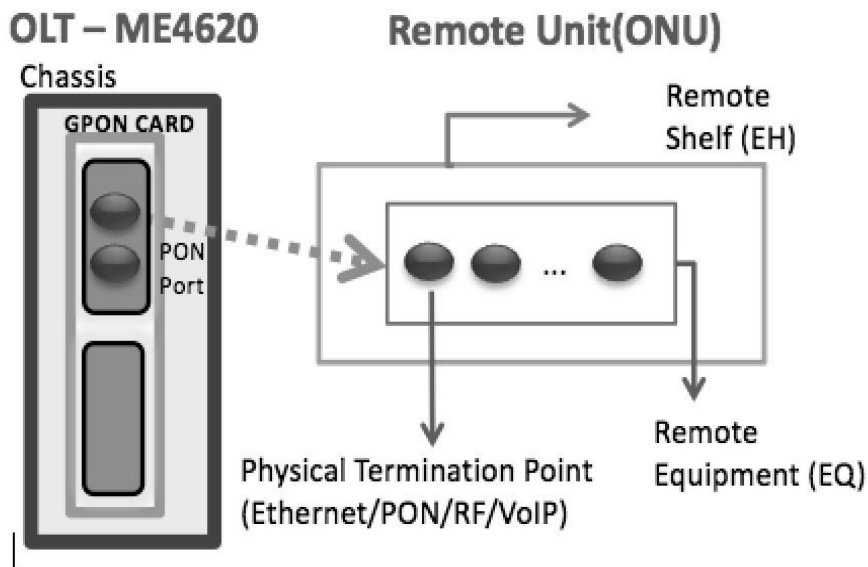 OLT – ME4620
Remote Unit(ONU)
Chassis
GPON CARD
PON
Port
Remote
Shelf (EH)
...
Physical Termination Point
(Ethernet/PON/RF/VoIP)
Remote
Equipment (EQ)